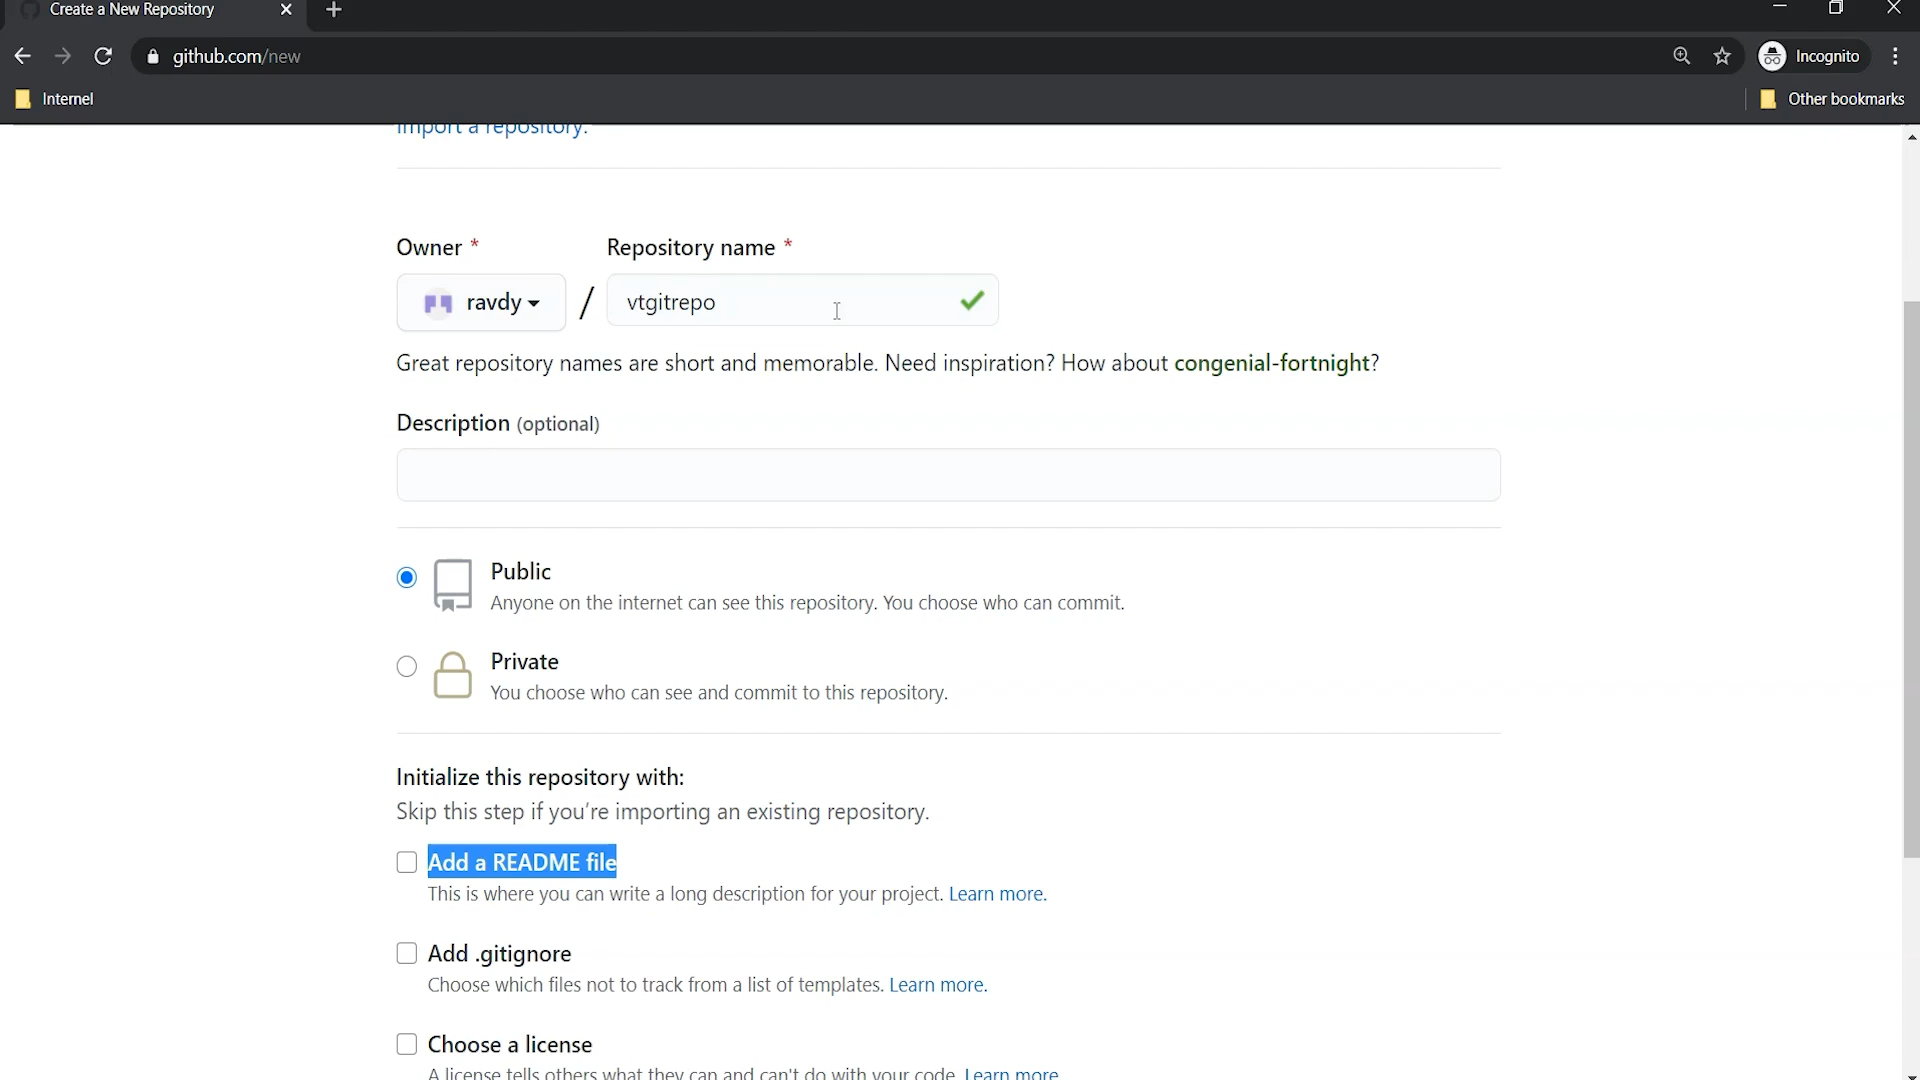 Create a New Repository
github.com/new
Incognito
Internet
Other bookmarks
Import a repository.
Owner *
Repository name *
ravdy
/
vtgitrepo
Great repository names are short and memorable. Need inspiration? How about congenial-fortnight?
Description (optional)
Public
Anyone on the internet can see this repository. You choose who can commit.
Private
You choose who can see and commit to this repository.
Initialize this repository with:
Skip this step if you're importing an existing repository.
Add a README file
This is where you can write a long description for your project. Learn more.
Add .gitignore
Choose which files not to track from a list of templates. Learn more.
Choose a license
A license tells others what they can and can't do with your code. Learn more.